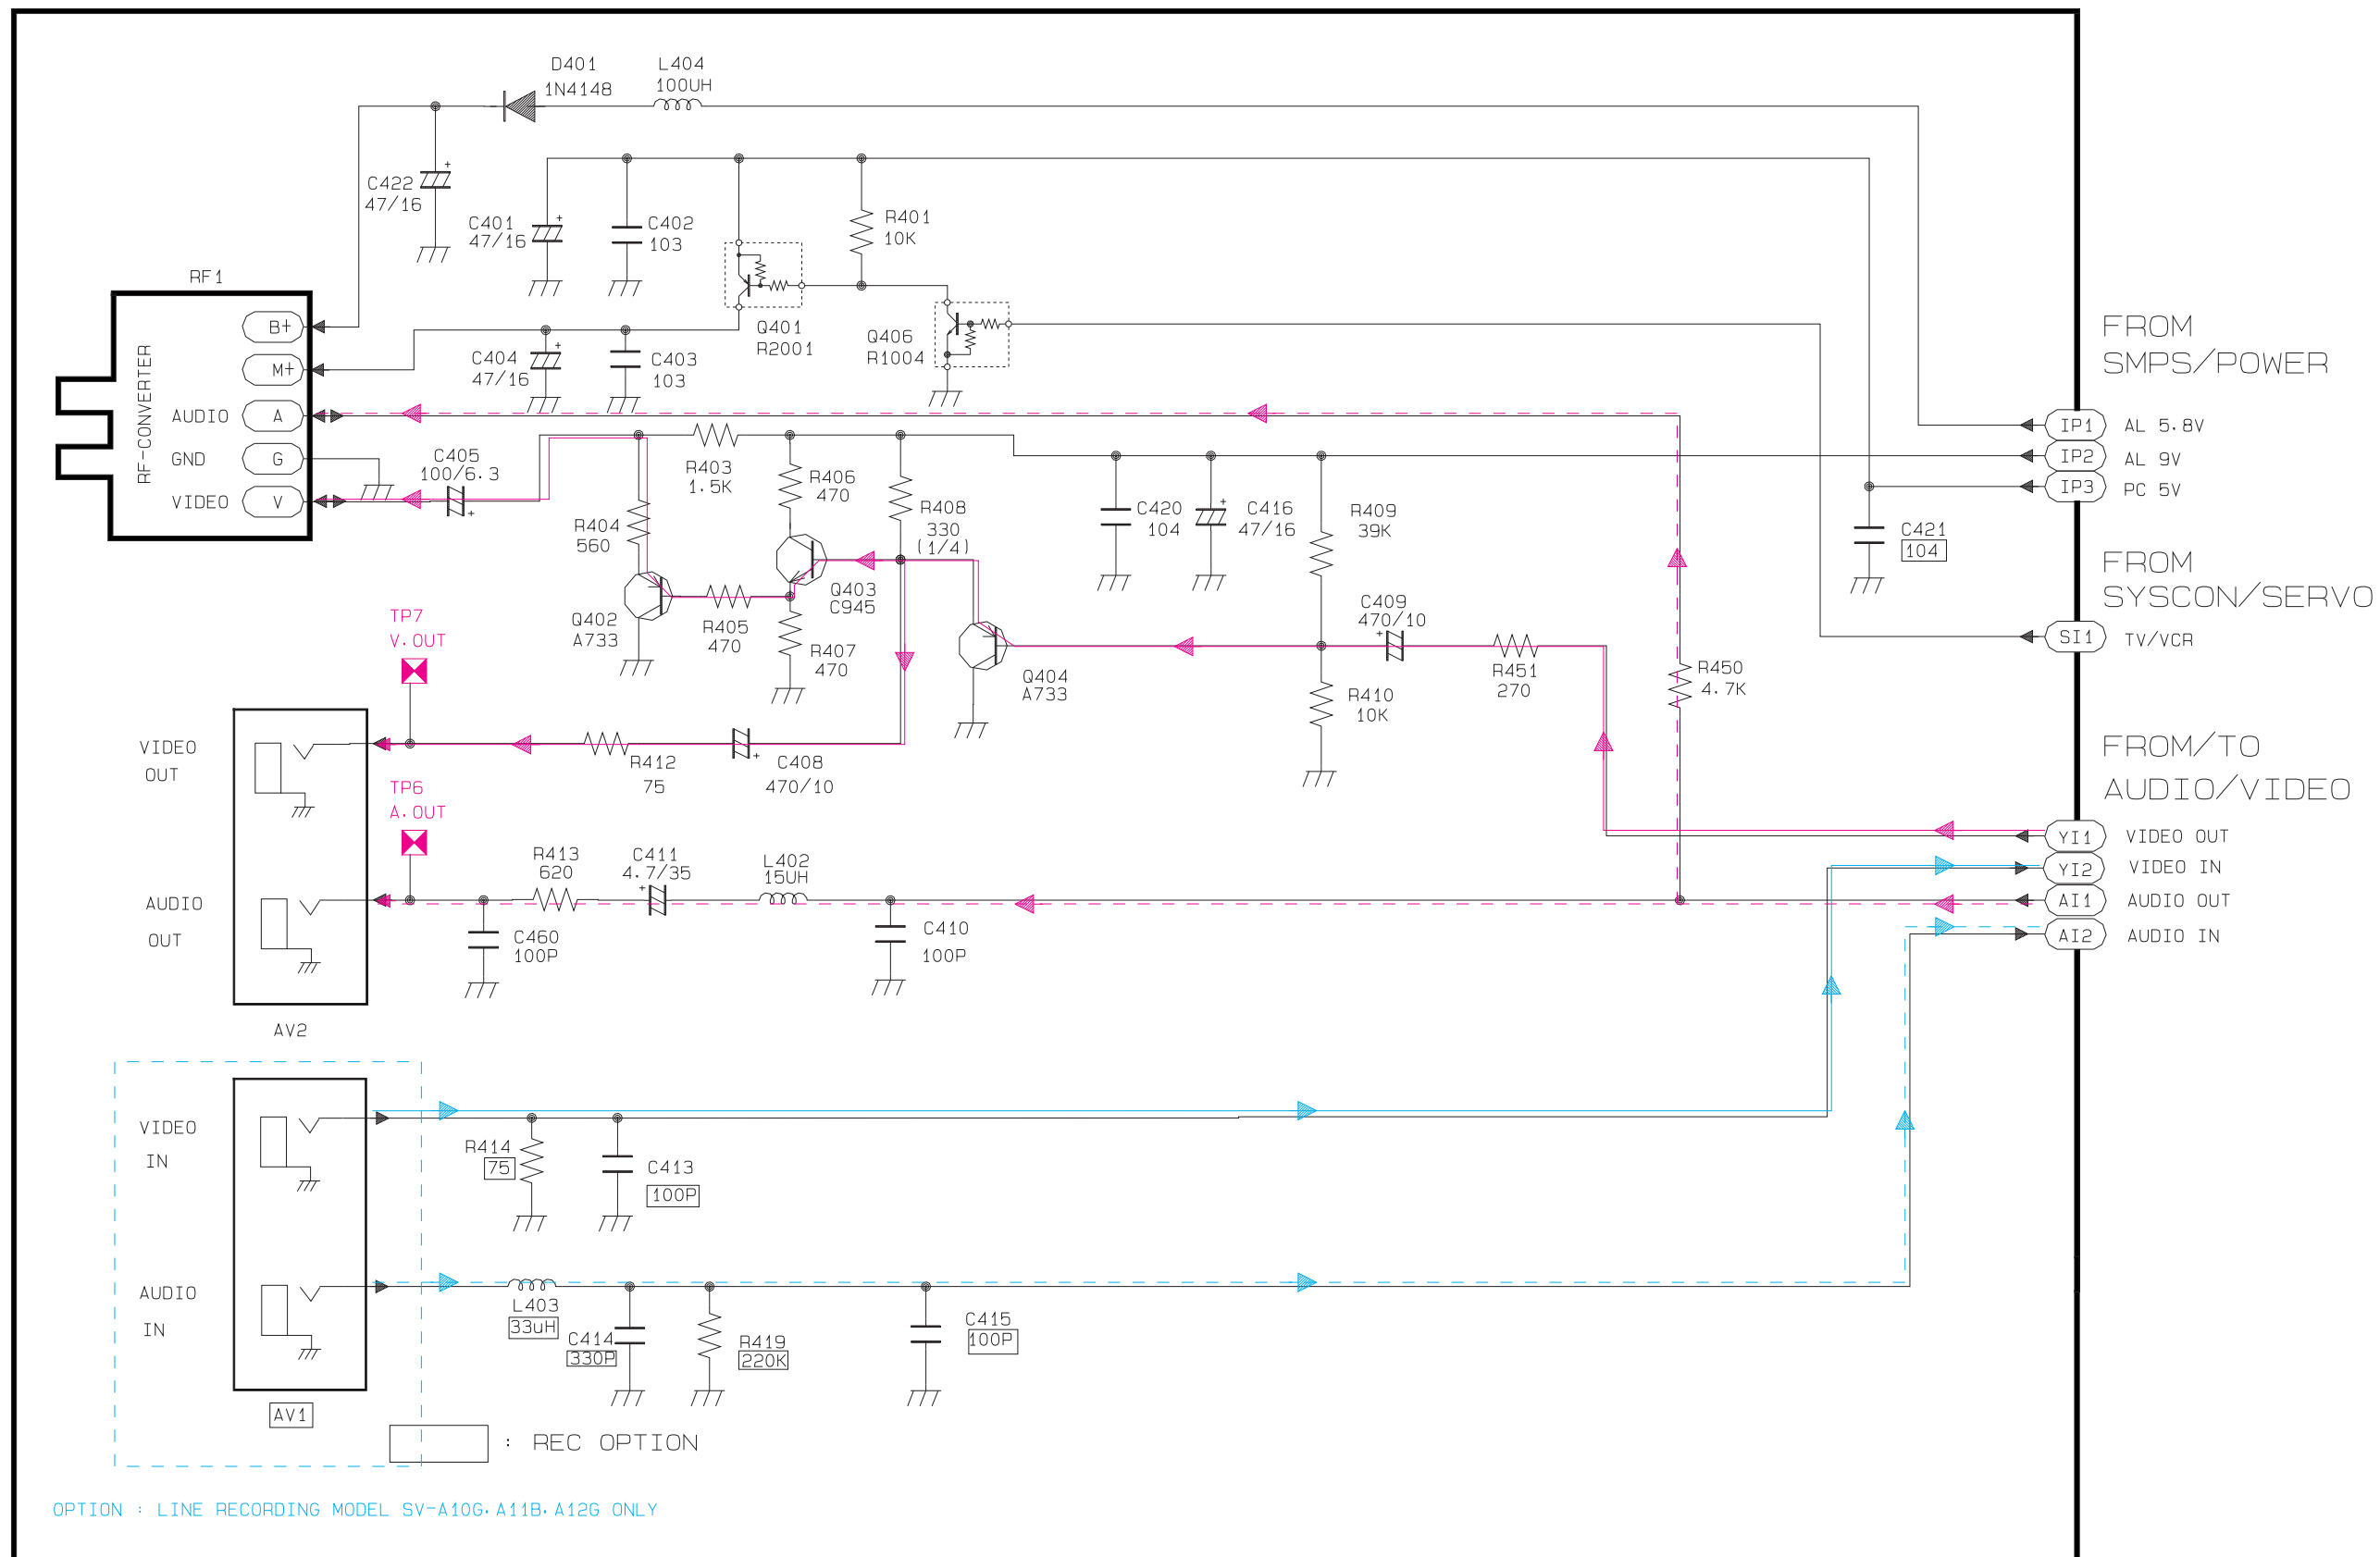 D401
1N4148
L404
100UH
C422
47/16
C401
47/16
C402
103
R401
10K
RF1
B+
M+
RF-CONVERTER
AUDIO
A
GND
G
VIDEO
V
C404
47/16
C403
103
Q401
R2001
Q406
R1004
FROM
SMPS/POWER
IP1
AL 5.8V
IP2
AL 9V
IP3
PC 5V
C405
100/6.3
R403
1.5K
R406
470
R408
330
(1/4)
R404
560
C420
104
C416
47/16
R409
39K
C421
104
FROM
SYSCON/SERVO
SI1
TV/VCR
Q402
A733
R405
470
Q403
C945
R407
470
Q404
A733
C409
470/10
R451
270
R410
10K
R450
4.7K
TP7
V.OUT
VIDEO
OUT
R412
75
C408
470/10
TP6
A.OUT
FROM/TO
AUDIO/VIDEO
YI1
VIDEO OUT
YI2
VIDEO IN
AI1
AUDIO OUT
AI2
AUDIO IN
R413
620
C411
4.7/35
L402
15UH
AUDIO
OUT
C460
100P
C410
100P
AV2
VIDEO
IN
R414
75
C413
100P
AUDIO
IN
L403
33uH
C414
330P
R419
220K
C415
100P
AV1
: REC OPTION
OPTION : LINE RECORDING MODEL SV-A10G, A11B, A12G ONLY